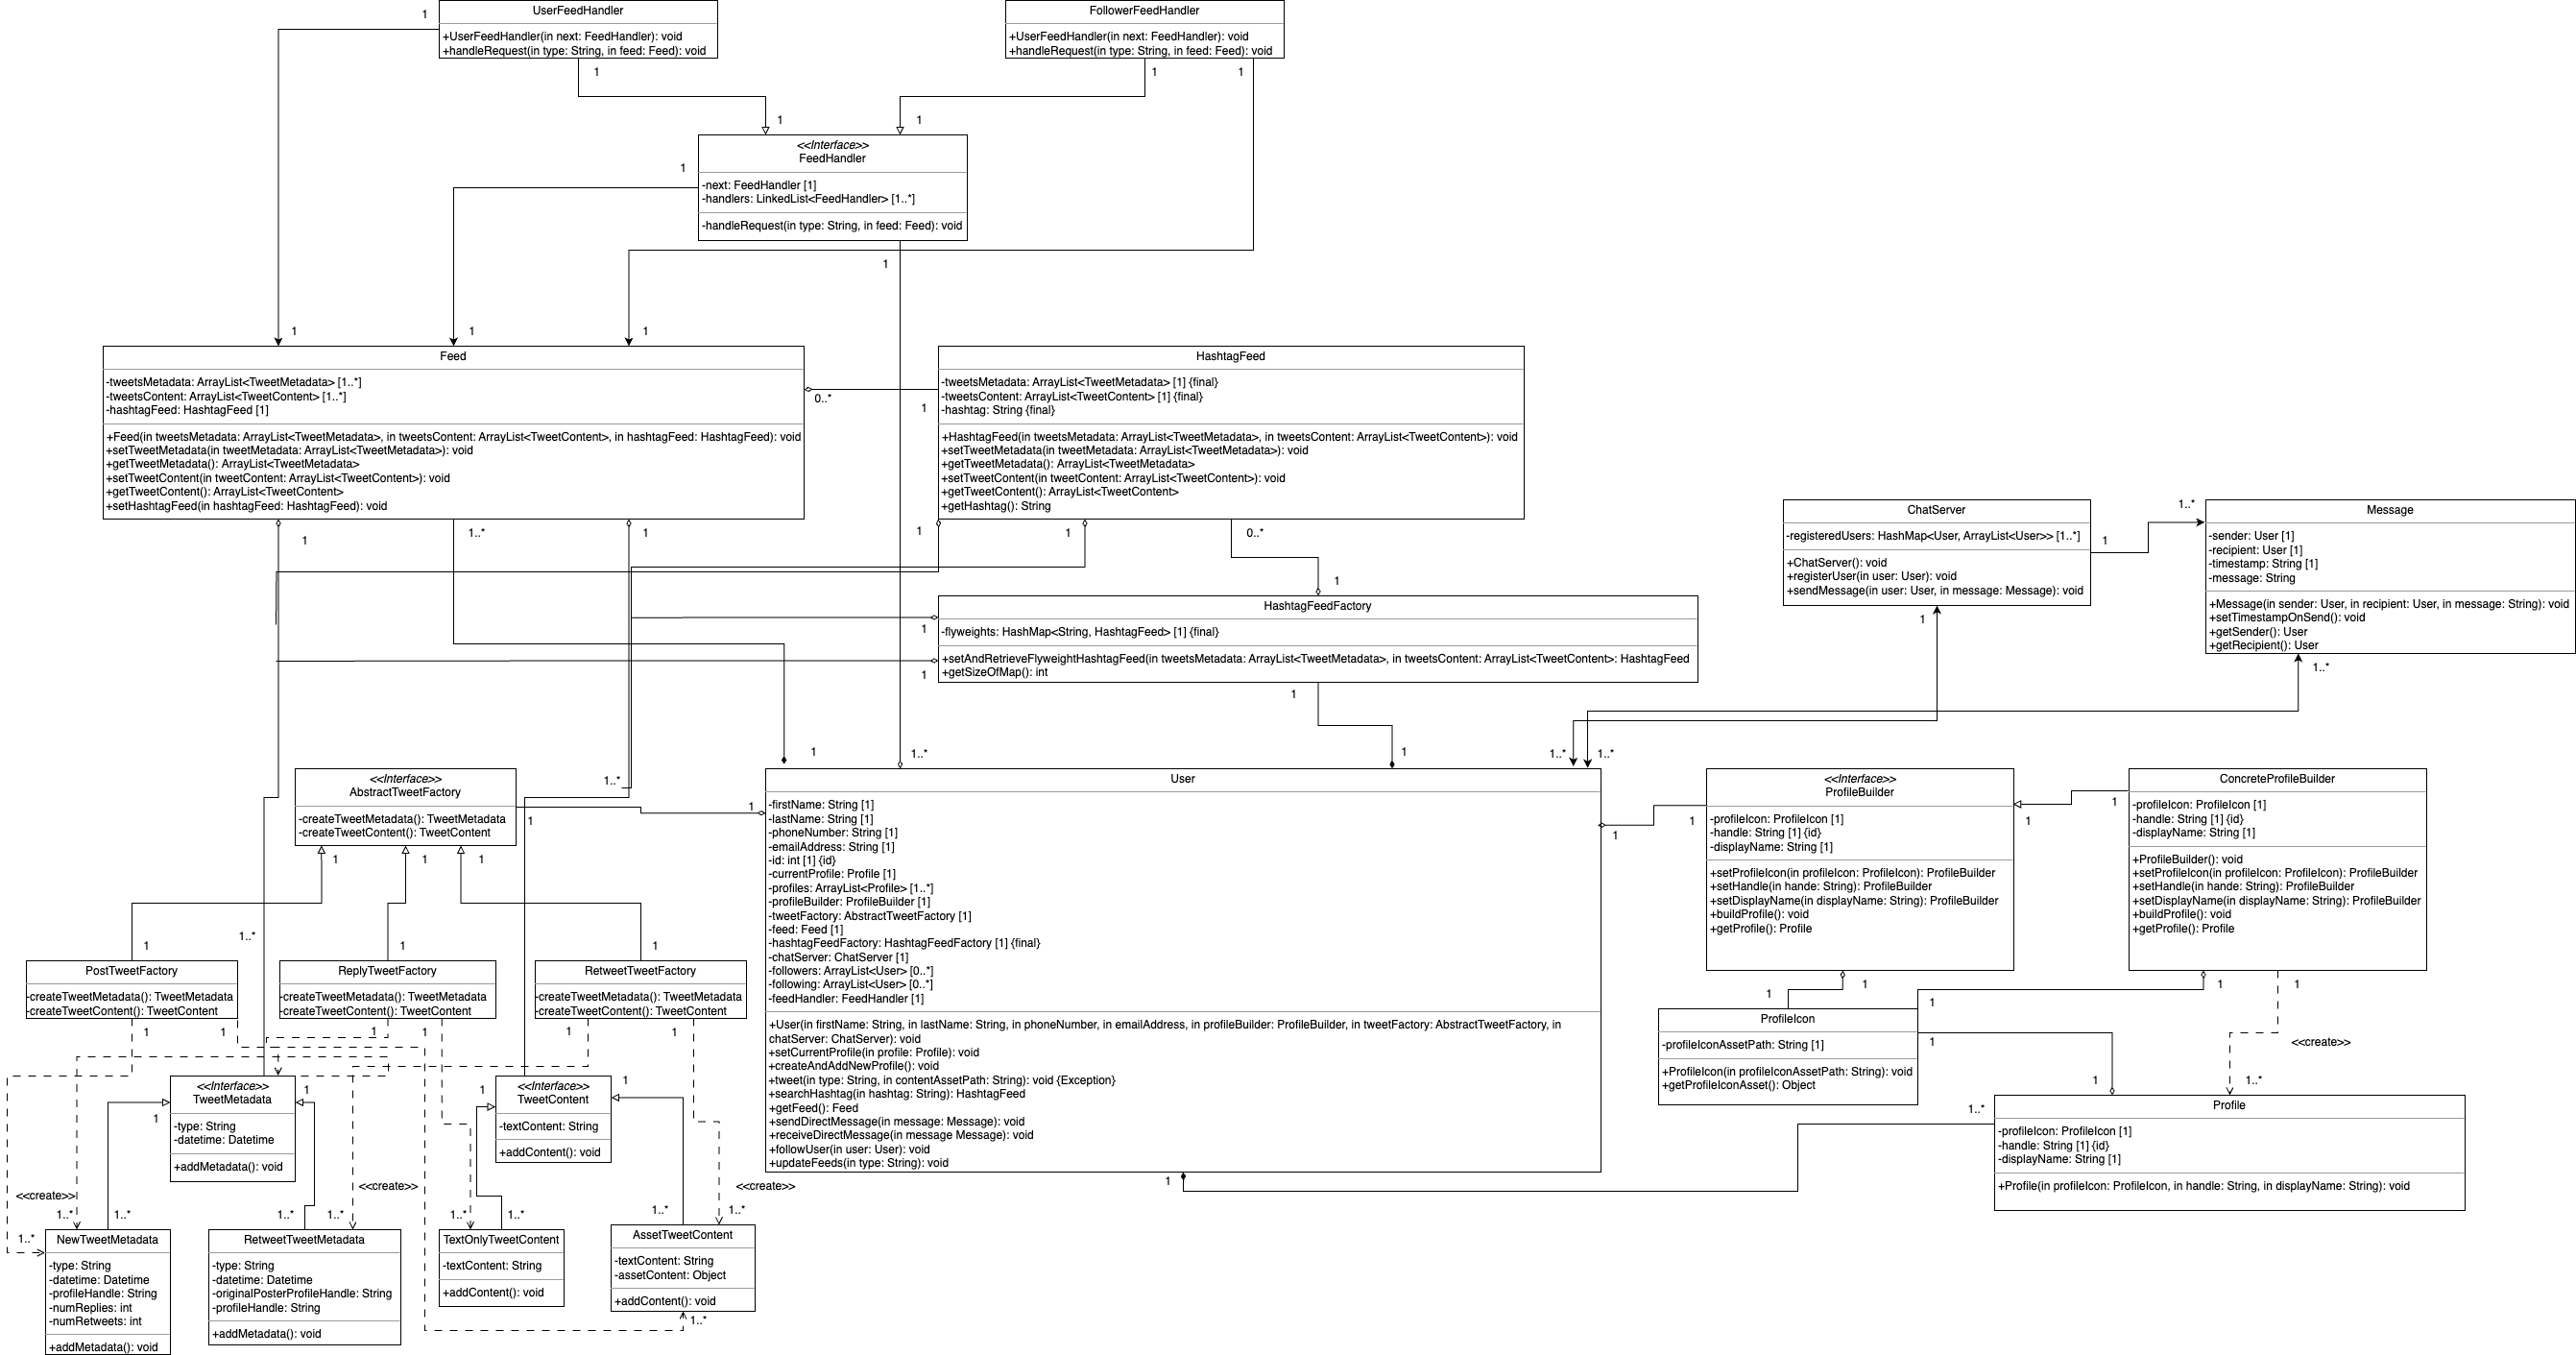 UserFeedHandler
+UserFeedHandler(in next: FeedHandler): void
+handleRequest(in type: String, in feed: Feed): void
1
1
FollowerFeedHandler
+UserFeedHandler(in next: FeedHandler): void
+handleRequest(in type: String, in feed: Feed): void
1
1
1
1
<<Interface>>
FeedHandler
-next: FeedHandler [1]
-handlers: LinkedList<FeedHandler> [1..*]
-handleRequest(in type: String, in feed: Feed): void
1
1
1
1
1
Feed
-tweetsMetadata: ArrayList<TweetMetadata> [1..*]
-tweetsContent: ArrayList<TweetContent> [1..*]
-hashtagFeed: HashtagFeed [1]
+Feed(in tweetsMetadata: ArrayList<TweetMetadata>, in tweetsContent: ArrayList<TweetContent>, in hashtagFeed: HashtagFeed): void
+setTweetMetadata(in tweetMetadata: ArrayList<TweetMetadata>): void
+getTweetMetadata(): ArrayList<TweetMetadata>
+setTweetContent(in tweetContent: ArrayList<TweetContent>): void
+getTweetContent(): ArrayList<TweetContent>
+setHashtagFeed(in hashtagFeed: HashtagFeed): void
0..*
1
HashtagFeed
-tweetsMetadata: ArrayList<TweetMetadata> [1] {final}
-tweetsContent: ArrayList<TweetContent> [1] {final}
-hashtag: String {final}
+HashtagFeed(in tweetsMetadata: ArrayList<TweetMetadata>, in tweetsContent: ArrayList<TweetContent>): void
+setTweetMetadata(in tweetMetadata: ArrayList<TweetMetadata>): void
+getTweetMetadata(): ArrayList<TweetMetadata>
+setTweetContent(in tweetContent: ArrayList<TweetContent>): void
+getTweetContent(): ArrayList<TweetContent>
+getHashtag(): String
1
1..*
1
1
1
0..*
1
ChatServer
-registeredUsers: HashMap<User, ArrayList<User>> [1..*]
+ChatServer(): void
+registerUser(in user: User): void
+sendMessage(in user: User, in message: Message): void
1
1..*
1
Message
-sender: User [1]
-recipient: User [1]
-timestamp: String [1]
-message: String
+Message(in sender: User, in recipient: User, in message: String): void
+setTimestampOnSend(): void
+getSender(): User
+getRecipient(): User
1..*
HashtagFeedFactory
-flyweights: HashMap<String, HashtagFeed> [1] {final}
+setAndRetrieveFlyweightHashtagFeed(in tweetsMetadata: ArrayList<TweetMetadata>, in tweetsContent: ArrayList<TweetContent>: HashtagFeed
+getSizeOfMap(): int
1
1
1
1
1..*
1
1..*
1..*
<<Interface>>
AbstractTweetFactory
-createTweetMetadata(): TweetMetadata
-createTweetContent(): TweetContent
1..*
1
1
1
1
1
User
-firstName: String [1]
-lastName: String [1]
-phoneNumber: String [1]
-emailAddress: String [1]
-id: int [1] {id}
-currentProfile: Profile [1]
-profiles: ArrayList<Profile> [1..*]
-profileBuilder: ProfileBuilder [1]
-tweetFactory: AbstractTweetFactory [1]
-feed: Feed [1]
-hashtagFeedFactory: HashtagFeedFactory [1] {final}
-chatServer: ChatServer [1]
-followers: ArrayList<User> [0..*]
-following: ArrayList<User> [0..*]
-feedHandler: FeedHandler [1]
+User(in firstName: String, in lastName: String, in phoneNumber, in emailAddress, in profileBuilder: ProfileBuilder, in tweetFactory: AbstractTweetFactory, in
chatServer: ChatServer): void
+setCurrentProfile(in profile: Profile): void
+createAndAddNewProfile(): void
+tweet(in type: String, in contentAssetPath: String): void {Exception}
+searchHashtag(in hashtag: String): HashtagFeed
+getFeed(): Feed
+sendDirectMessage(in message: Message): void
+receiveDirectMessage(in message Message): void
+followUser(in user: User): void
+updateFeeds(in type: String): void
1
1
1
<<Interface>>
ProfileBuilder
-profileIcon: ProfileIcon [1]
-handle: String [1] {id}
-displayName: String [1]
+setProfileIcon(in profileIcon: ProfileIcon): ProfileBuilder
+setHandle(in hande: String): ProfileBuilder
+setDisplayName(in displayName: String): ProfileBuilder
+buildProfile(): void
+getProfile(): Profile
1
1
ConcreteProfileBuilder
-profileIcon: ProfileIcon [1]
-handle: String [1] {id}
-displayName: String [1]
+ProfileBuilder(): void
+setProfileIcon(in profileIcon: ProfileIcon): ProfileBuilder
+setHandle(in hande: String): ProfileBuilder
+setDisplayName(in displayName: String): ProfileBuilder
+buildProfile(): void
+getProfile(): Profile
1
1
1
1
1
ProfileIcon
-profileIconAssetPath: String [1]
+ProfileIcon(in profileIconAssetPath: String): void
+getProfileIconAsset(): Object
1
1
<<create>>
1..*
1..*
Profile
-profileIcon: ProfileIcon [1]
-handle: String [1] {id}
-displayName: String [1]
+Profile(in profileIcon: ProfileIcon, in handle: String, in displayName: String): void
1..*
1
1
1
PostTweetFactory
-createTweetMetadata(): TweetMetadata
-createTweetContent(): TweetContent
1
1
ReplyTweetFactory
-createTweetMetadata(): TweetMetadata
-createTweetContent(): TweetContent
1
1
RetweetTweetFactory
-createTweetMetadata(): TweetMetadata
-createTweetContent(): TweetContent
1
1
<<Interface>>
TweetMetadata
-type: String
-datetime: Datetime
+addMetadata(): void
1
1
<<Interface>>
TweetContent
-textContent: String
+addContent(): void
1
1
<<create>>
<<create>>
<<create>>
1..*
1..*
1..*
1..*
1..*
1..*
1..*
1..*
1..*
1..*
NewTweetMetadata
-type: String
-datetime: Datetime
-profileHandle: String
-numReplies: int
-numRetweets: int
+addMetadata(): void
RetweetTweetMetadata
-type: String
-datetime: Datetime
-originalPosterProfileHandle: String
-profileHandle: String
+addMetadata(): void
TextOnlyTweetContent
-textContent: String
+addContent(): void
AssetTweetContent
-textContent: String
-assetContent: Object
+addContent(): void